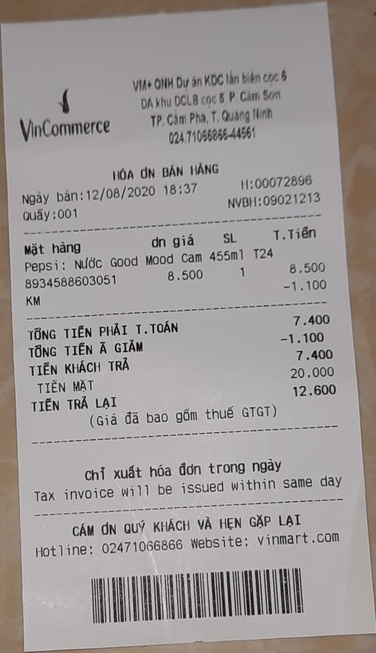 VinCommerce
VM+ QNH Dự án KDC lấn biển cọc 6
DA khu DCLB cọc 6, P. Cẩm Sơn
TP. Cẩm Phả, T. Quảng Ninh
024.71066866-44561
HÓA ĐN BÁN HÀNG
Ngày bán:12/08/2020 18:37 H:00072896
Quầy:001 NVBH:09021213
Mặt hàng đn giá SL T.Tiền
Pepsi: Nước Good Mood Cam 455ml T24
8934588603051 8.500 1 8.500
KM -1.100
TỔNG TIỀN PHẢI T.TOÁN 7.400
TỔNG TIỀN Ã GIẢM -1.100
TIỀN KHÁCH TRẢ 7.400
TIỀN MẶT 20.000
TIỀN TRẢ LẠI 12.600
(Giá đã bao gồm thuế GTGT)
Chỉ xuất hóa đơn trong ngày
Tax invoice will be issued within same day
CẢM ƠN QUÝ KHÁCH VÀ HẸN GẶP LẠI
Hotline: 02471066866 Website: vinmart.com